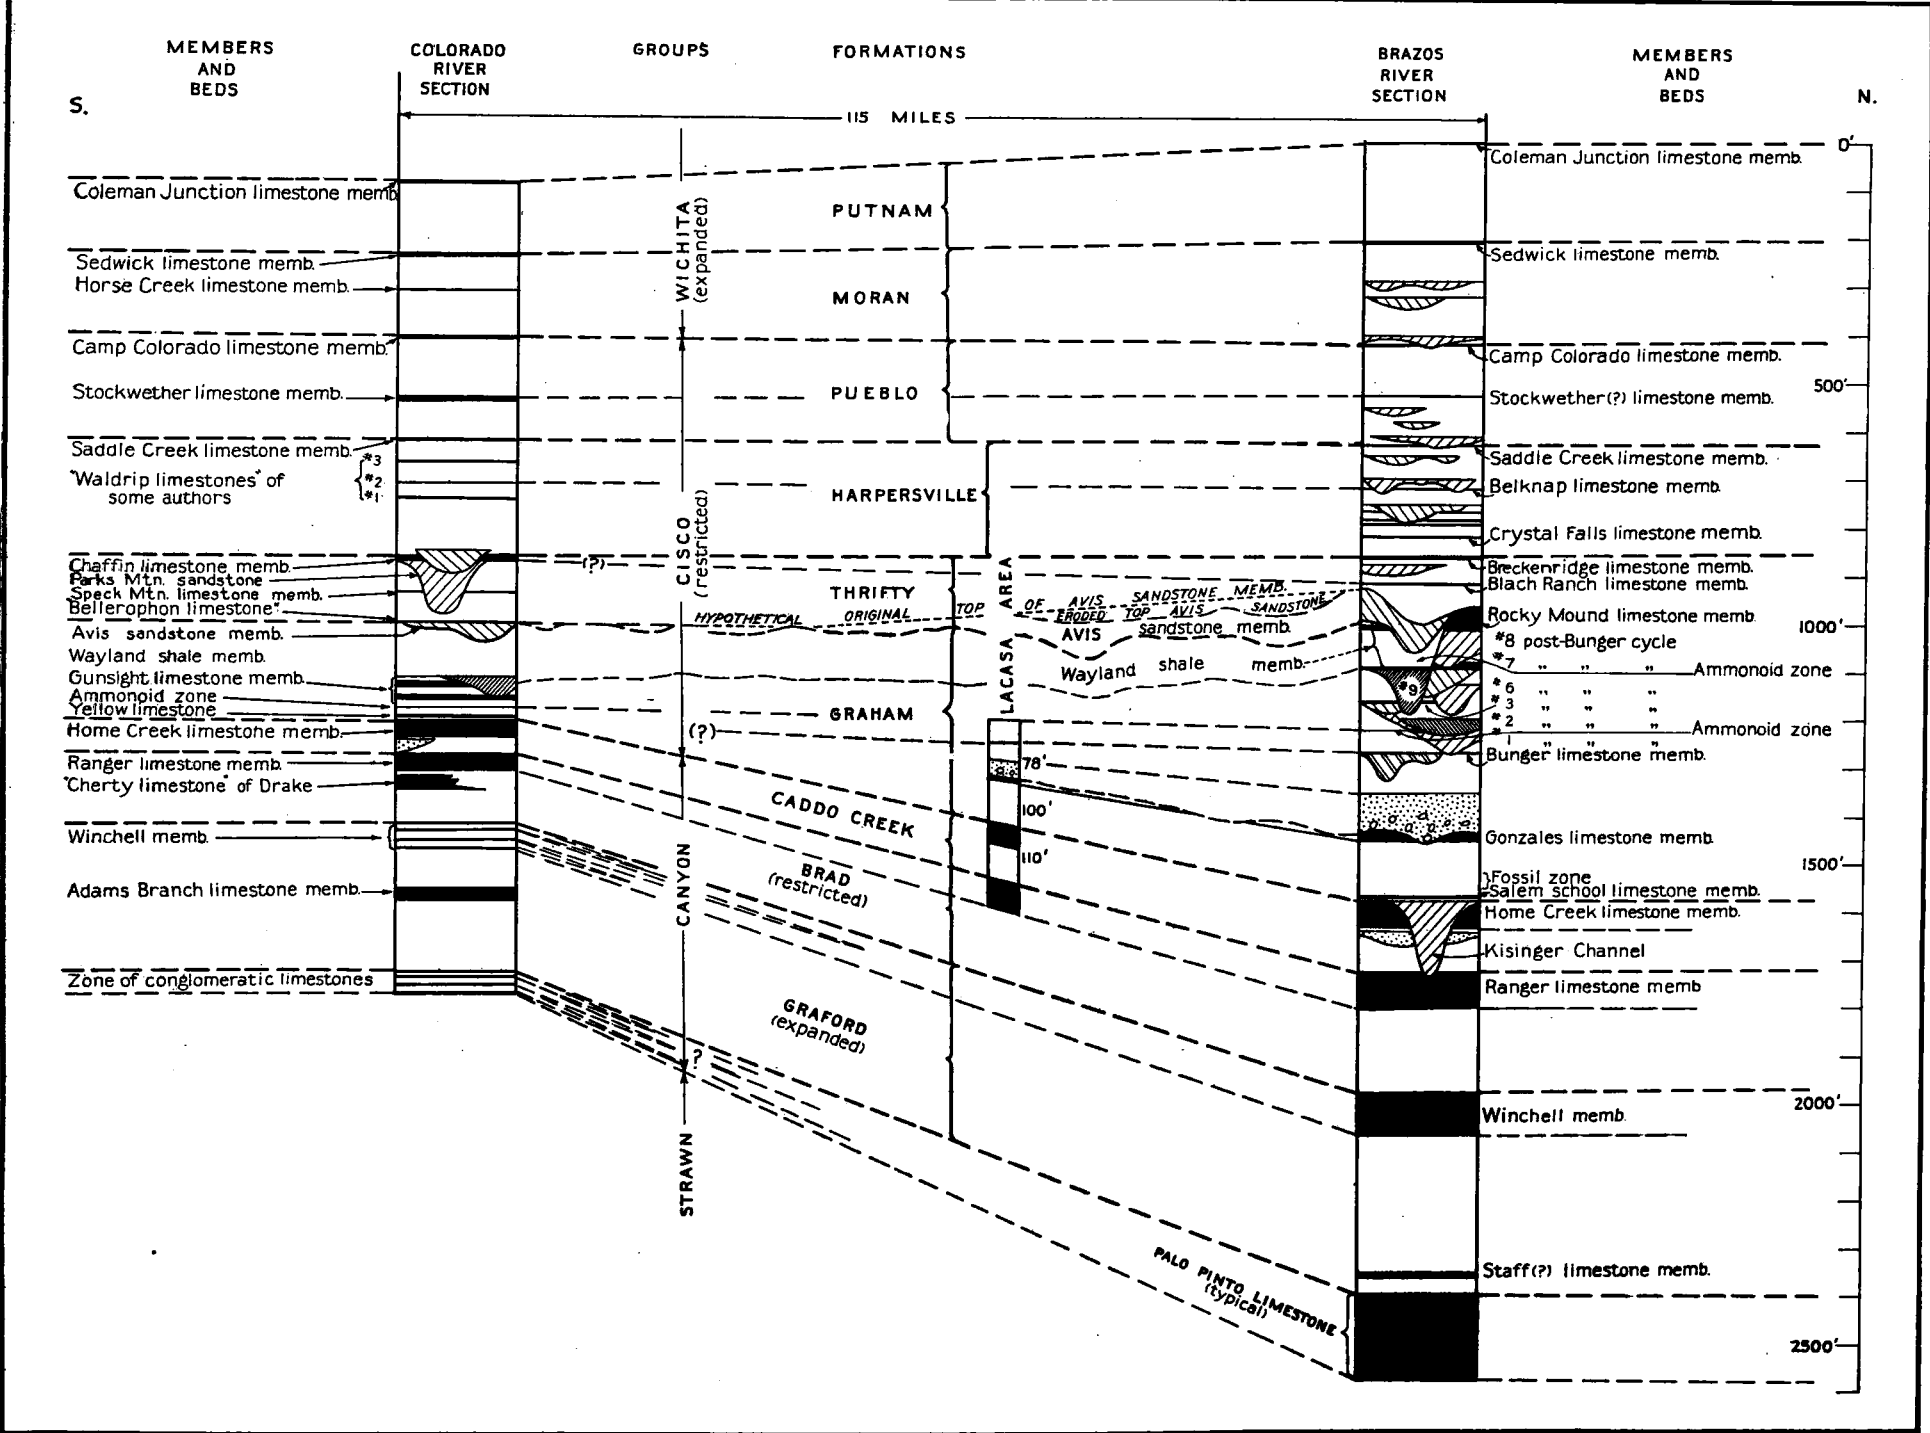 MEMBERS
AND
BEDS
COLORADO
RIVER
SECTION
GROUPS
FORMATIONS
BRAZOS
RIVER
SECTION
MEMBERS
AND
BEDS
S.
N.
115 MILES
Coleman Junction limestone memb.
Sedwick limestone memb.
Horse Creek limestone memb.
Camp Colorado limestone memb.
Stockwether limestone memb.
Saddle Creek limestone memb.
"Waldrip limestones" of
some authors
#3
#2
#1
Chaffin limestone memb.
Parks Mtn. sandstone
Speck Mtn. limestone memb.
"Bellerophon limestone"
Avis sandstone memb.
Wayland shale memb.
Gunsight limestone memb.
Ammonoid zone
Yellow limestone
Home Creek limestone memb.
Ranger limestone memb.
"Cherty limestone" of Drake
Winchell memb.
Adams Branch limestone memb.
Zone of conglomeratic limestones
WICHITA
(expanded)
CISCO
(restricted)
CANYON
STRAWN
(?)
(?)
?
PUTNAM
MORAN
PUEBLO
HARPERSVILLE
THRIFTY
GRAHAM
CADDO CREEK
BRAD
(restricted)
GRAFORD
(expanded)
PALO PINTO LIMESTONE
(typical)
HYPOTHETICAL ORIGINAL TOP OF AVIS SANDSTONE MEMB.
ERODED TOP AVIS SANDSTONE
AVIS sandstone memb.
Wayland shale memb.
LACASA AREA
78'
100'
110'
#9
Coleman Junction limestone memb.
Sedwick limestone memb.
Camp Colorado limestone memb.
Stockwether(?) limestone memb.
Saddle Creek limestone memb.
Belknap limestone memb.
Crystal Falls limestone memb.
Breckenridge limestone memb.
Blach Ranch limestone memb.
Rocky Mound limestone memb.
#8 post-Bunger cycle
#7 " " " Ammonoid zone
#6 " " "
#3 " " "
#2 " " " Ammonoid zone
#1 " " "
Bunger limestone memb.
Gonzales limestone memb.
Fossil zone
Salem school limestone memb.
Home Creek limestone memb.
Kisinger Channel
Ranger limestone memb
Winchell memb.
Staff(?) limestone memb.
0'
500'
1000'
1500'
2000'
2500'